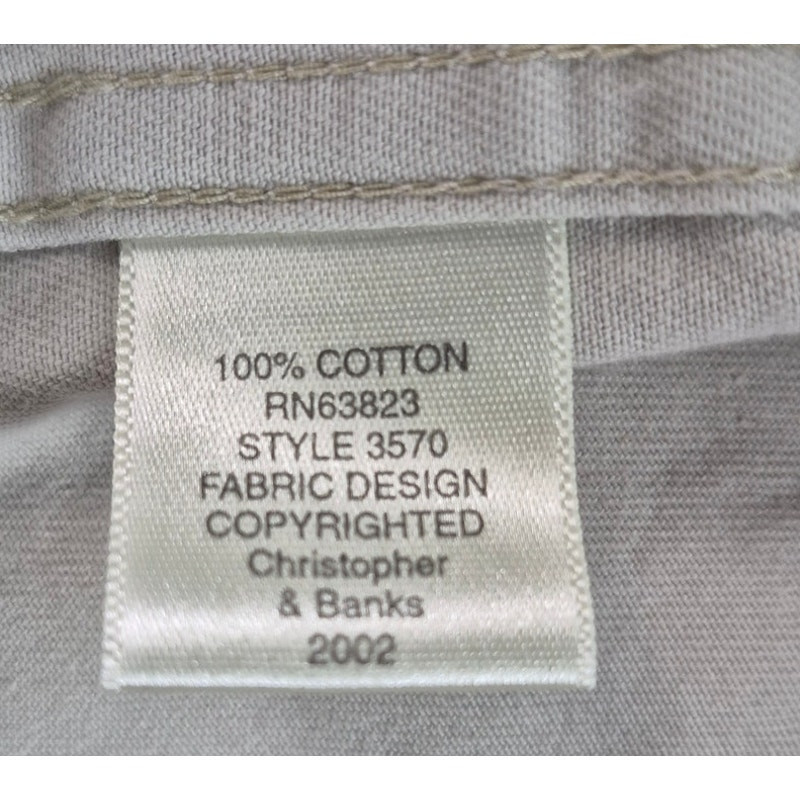 100% COTTON
RN63823
STYLE 3570
FABRIC DESIGN
COPYRIGHTED
Christopher
& Banks
2002